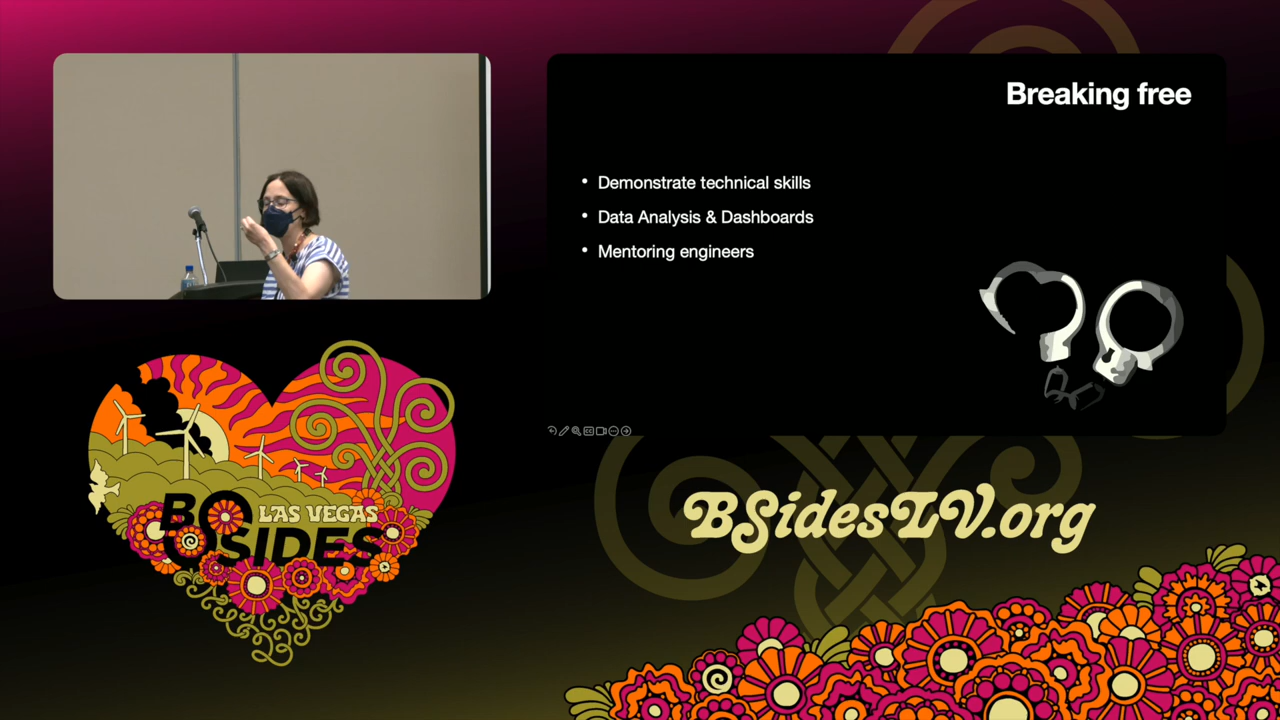 Breaking free
• Demonstrate technical skills
• Data Analysis & Dashboards
• Mentoring engineers
LAS VEGAS
BSIDES
BSidesLV.org